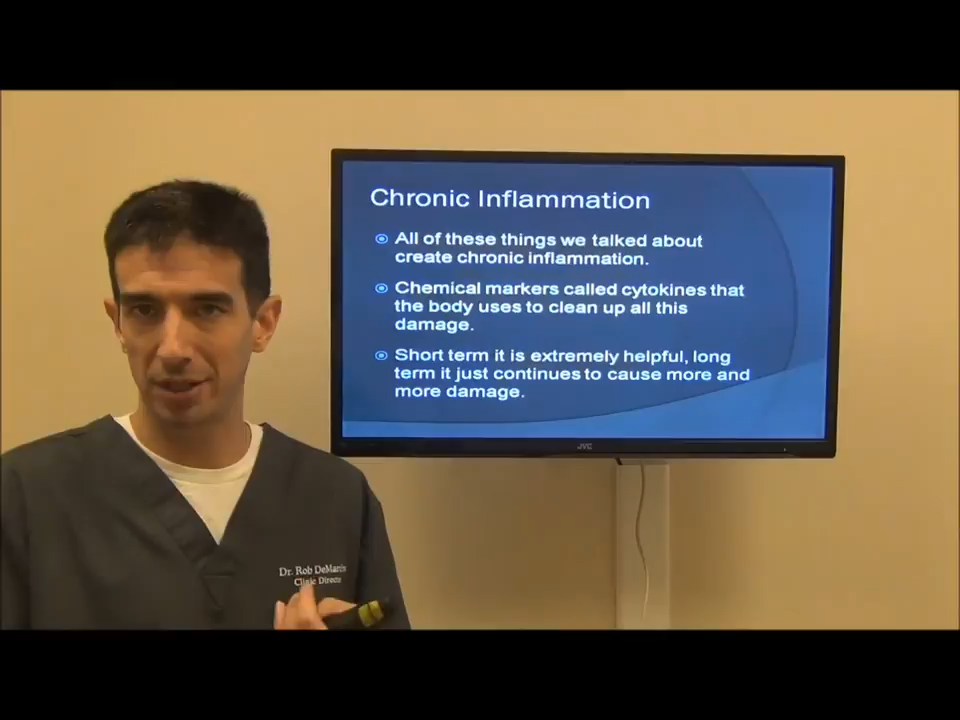 Chronic Inflammation
All of these things we talked about
create chronic inflammation.
Chemical markers called cytokines that
the body uses to clean up all this
damage.
Short term it is extremely helpful, long
term it just continues to cause more and
more damage.
JVC
Dr. Rob DeMartin
Clinic Directo